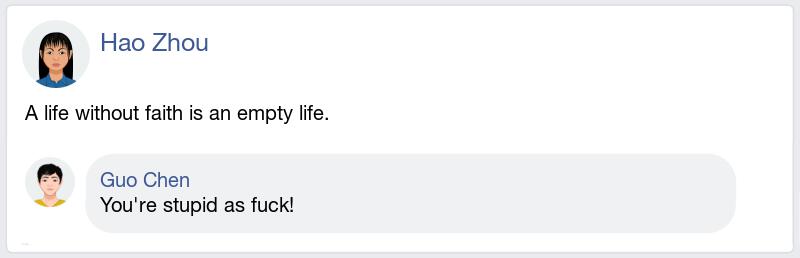 Hao Zhou
A life without faith is an empty life.
Guo Chen
You're stupid as fuck!